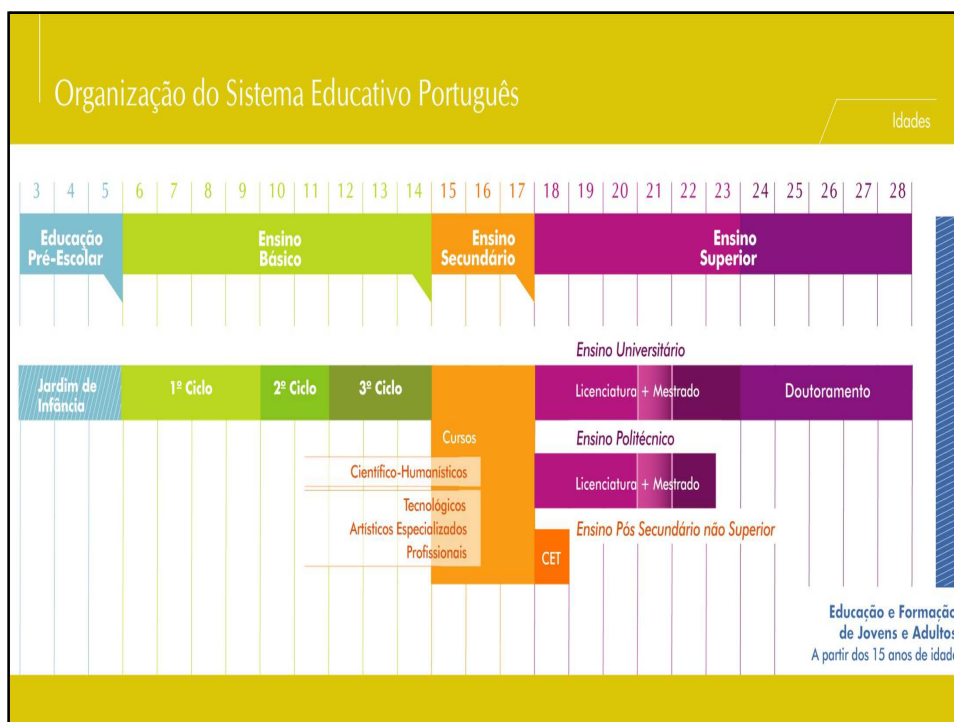 Organização do Sistema Educativo Português
Idades
3 4 5 6 7 8 9 10 11 12 13 14 15 16 17 18 19 20 21 22 23 24 25 26 27 28
Educação
Pré-Escolar
Ensino
Básico
Ensino
Secundário
Ensino
Superior
Ensino Universitário
Jardim de
Infância
1º Ciclo
2º Ciclo
3º Ciclo
Licenciatura + Mestrado
Doutoramento
Cursos
Ensino Politécnico
Científico-Humanísticos
Licenciatura + Mestrado
Tecnológicos
Artísticos Especializados
Profissionais
Ensino Pós Secundário não Superior
CET
Educação e Formação
de Jovens e Adultos
A partir dos 15 anos de idade